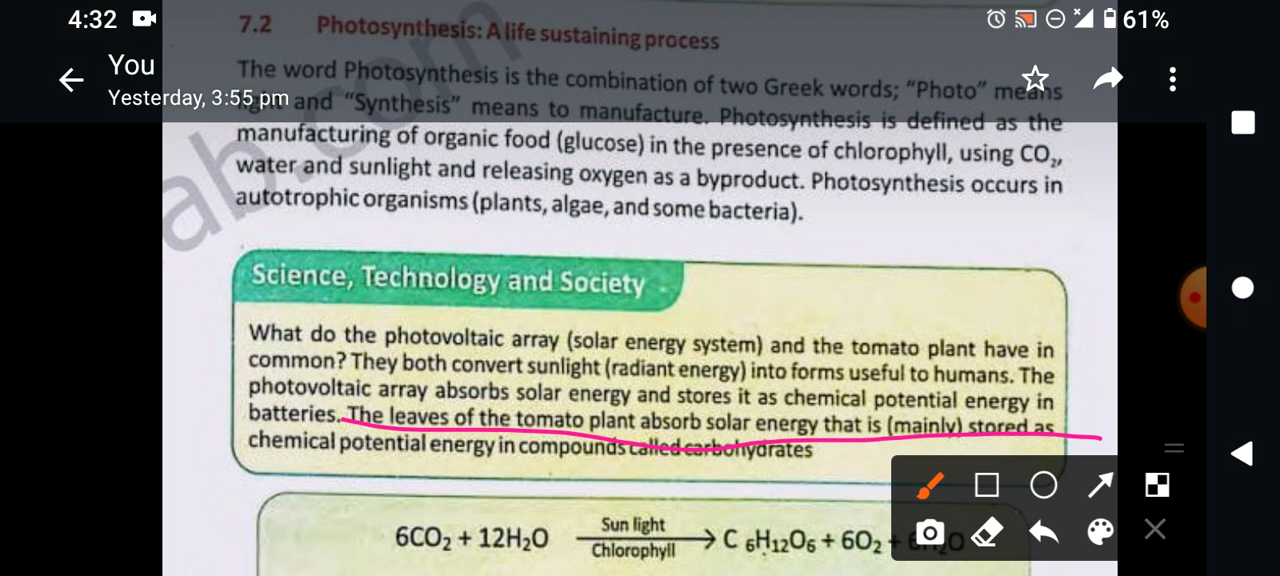 4:32 61%
You
Yesterday, 3:55 pm
7.2 Photosynthesis: A life sustaining process
The word Photosynthesis is the combination of two Greek words; "Photo" means
light and "Synthesis" means to manufacture. Photosynthesis is defined as the
manufacturing of organic food (glucose) in the presence of chlorophyll, using CO₂,
water and sunlight and releasing oxygen as a byproduct. Photosynthesis occurs in
autotrophic organisms (plants, algae, and some bacteria).
ab.com
Science, Technology and Society
What do the photovoltaic array (solar energy system) and the tomato plant have in
common? They both convert sunlight (radiant energy) into forms useful to humans. The
photovoltaic array absorbs solar energy and stores it as chemical potential energy in
batteries. The leaves of the tomato plant absorb solar energy that is (mainly) stored as
chemical potential energy in compounds called carbohydrates
Sun light
6CO₂ + 12H₂O → C ₆H₁₂O₆ + 6O₂ + 6H₂O
Chlorophyll